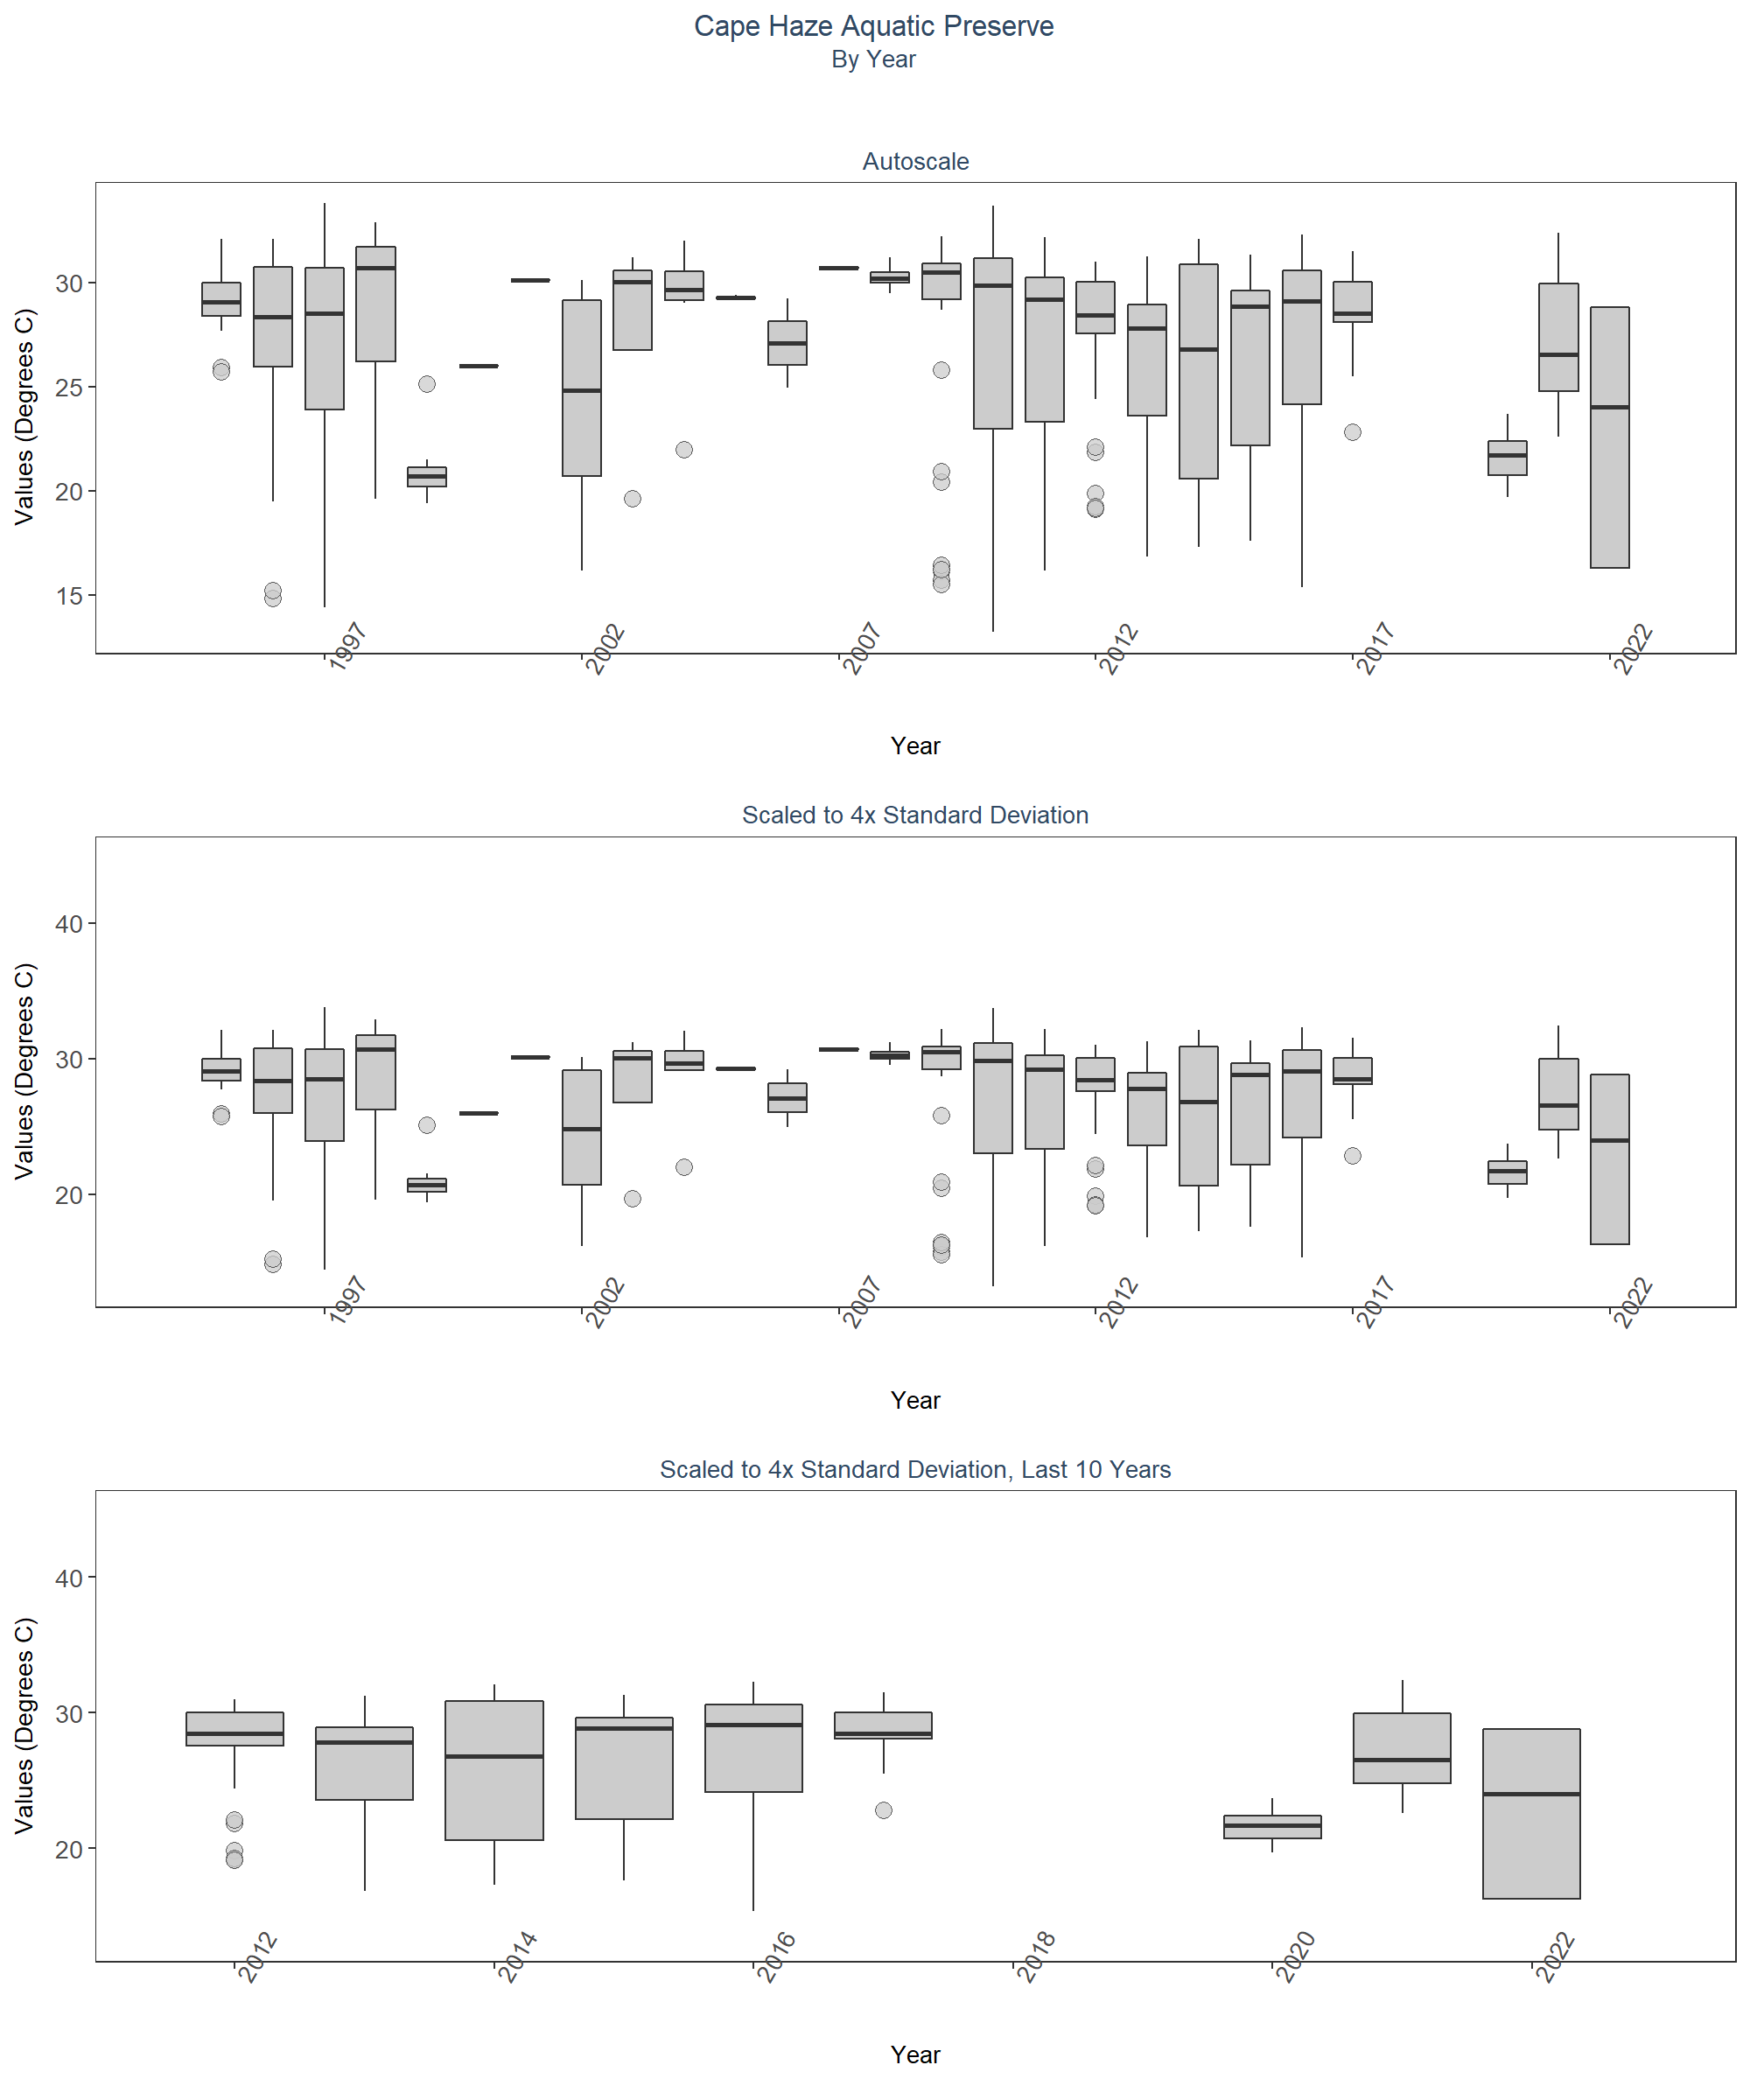 Cape Haze Aquatic Preserve
By Year
Autoscale
Values (Degrees C)
30
25
20
15
1997
2002
2007
2012
2017
2022
Year
Scaled to 4x Standard Deviation
Values (Degrees C)
40
30
20
1997
2002
2007
2012
2017
2022
Year
Scaled to 4x Standard Deviation, Last 10 Years
Values (Degrees C)
40
30
20
2012
2014
2016
2018
2020
2022
Year